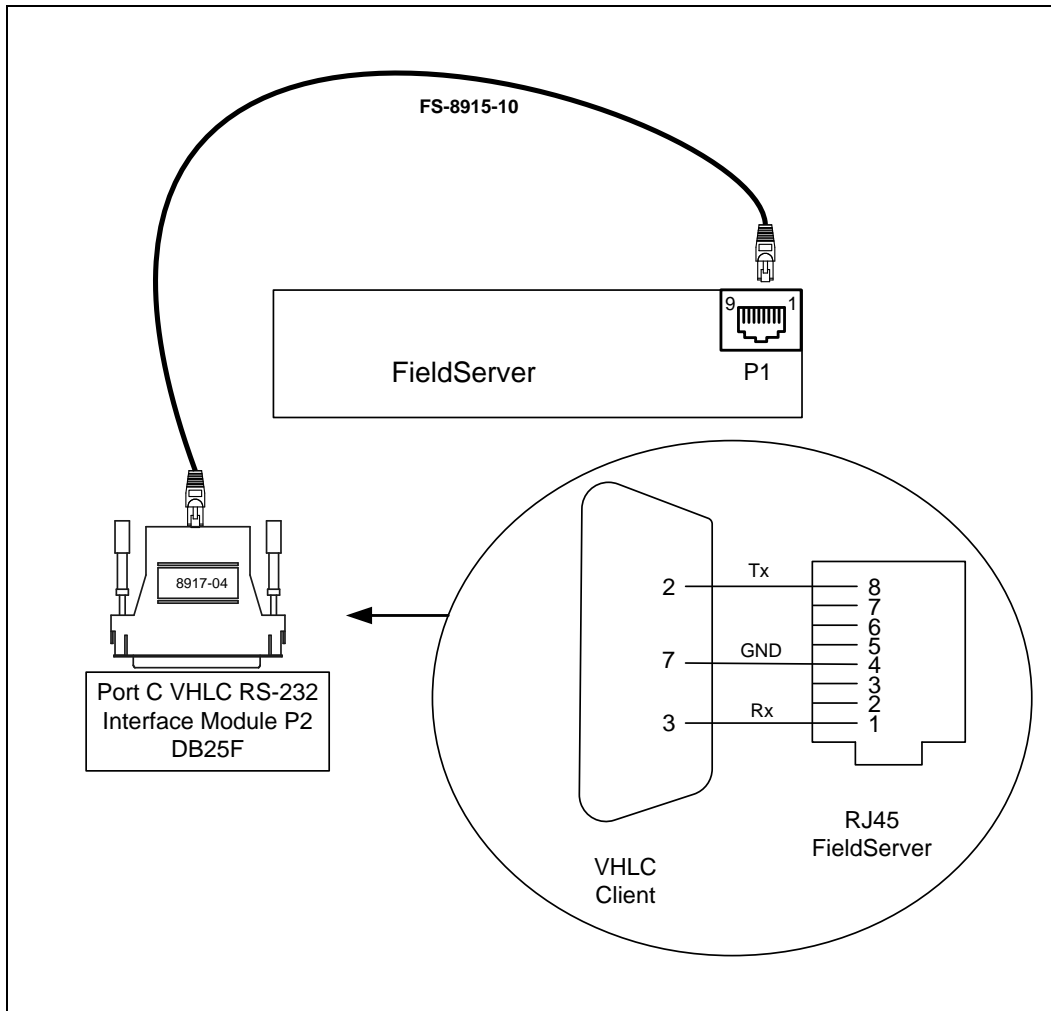 FS-8915-10
9 1
P1
FieldServer
8917-04
Port C VHLC RS-232
Interface Module P2
DB25F
2 Tx 8
7
6
5
7 GND 4
3
2
3 Rx 1
VHLC
Client
RJ45
FieldServer